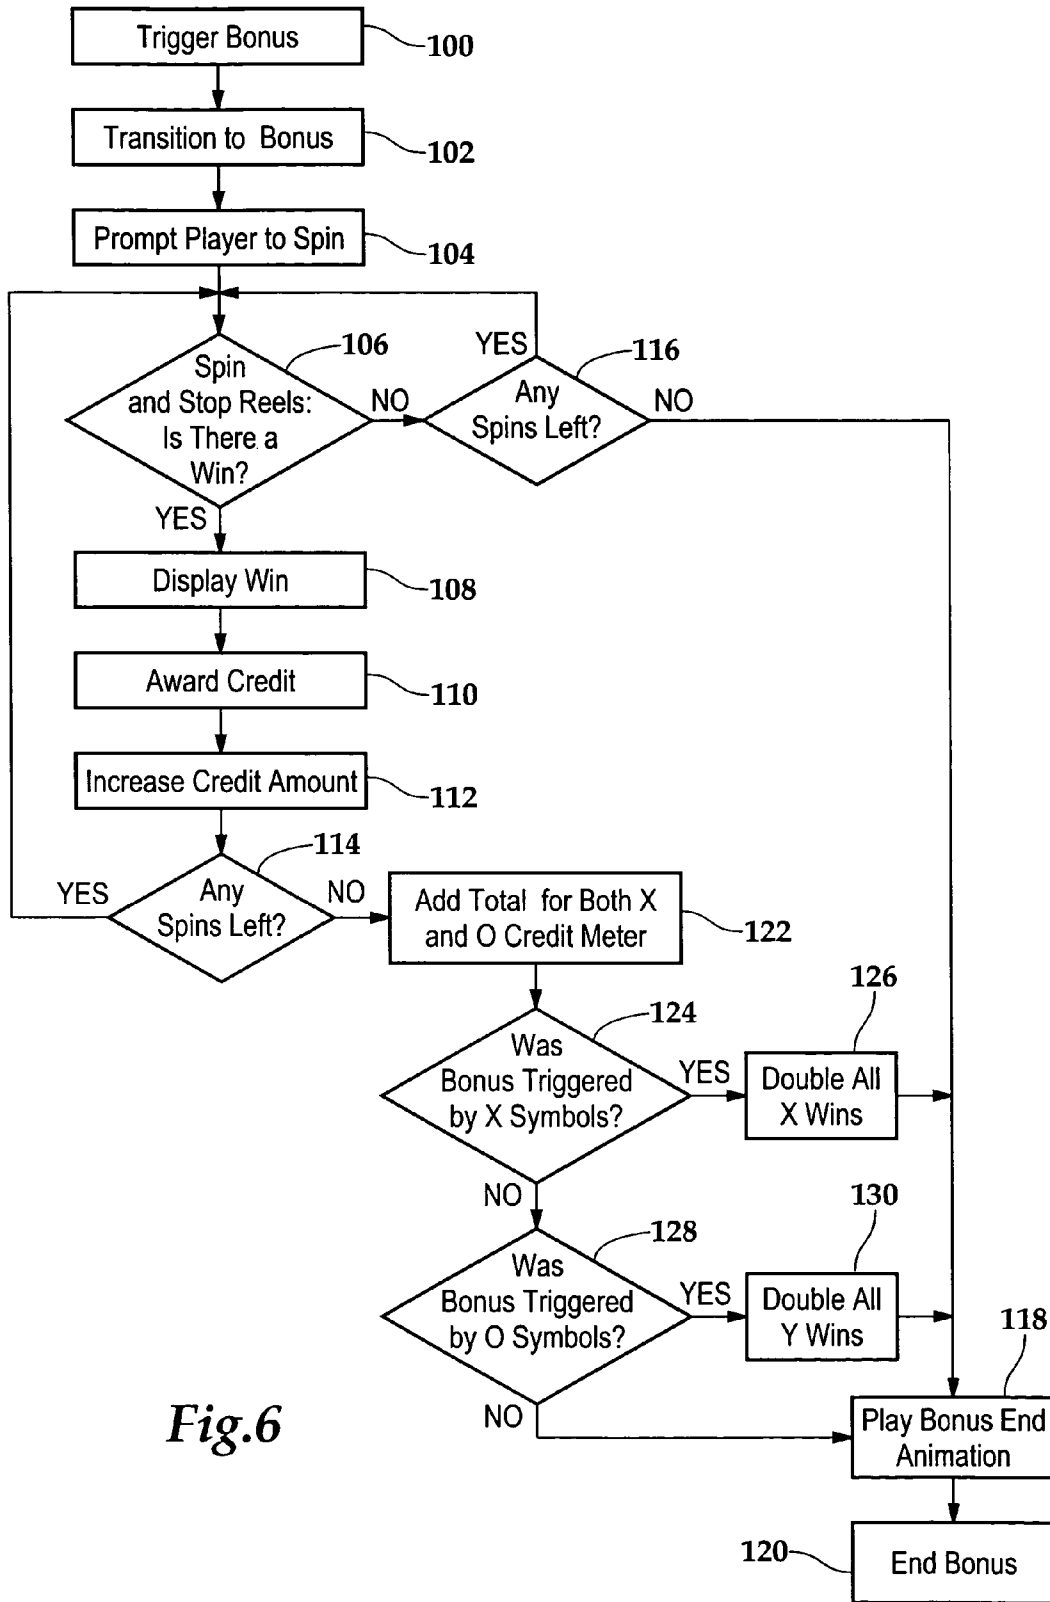 Trigger Bonus
100
Transition to Bonus
102
Prompt Player to Spin
104
Spin
and Stop Reels:
Is There a
Win?
106
NO
YES
Any
Spins Left?
116
YES
NO
Display Win
108
Award Credit
110
Increase Credit Amount
112
Any
Spins Left?
114
YES
NO
Add Total for Both X
and O Credit Meter
122
Was
Bonus Triggered
by X Symbols?
124
YES
NO
Double All
X Wins
126
Was
Bonus Triggered
by O Symbols?
128
YES
NO
Double All
Y Wins
130
Play Bonus End
Animation
118
End Bonus
120
Fig.6